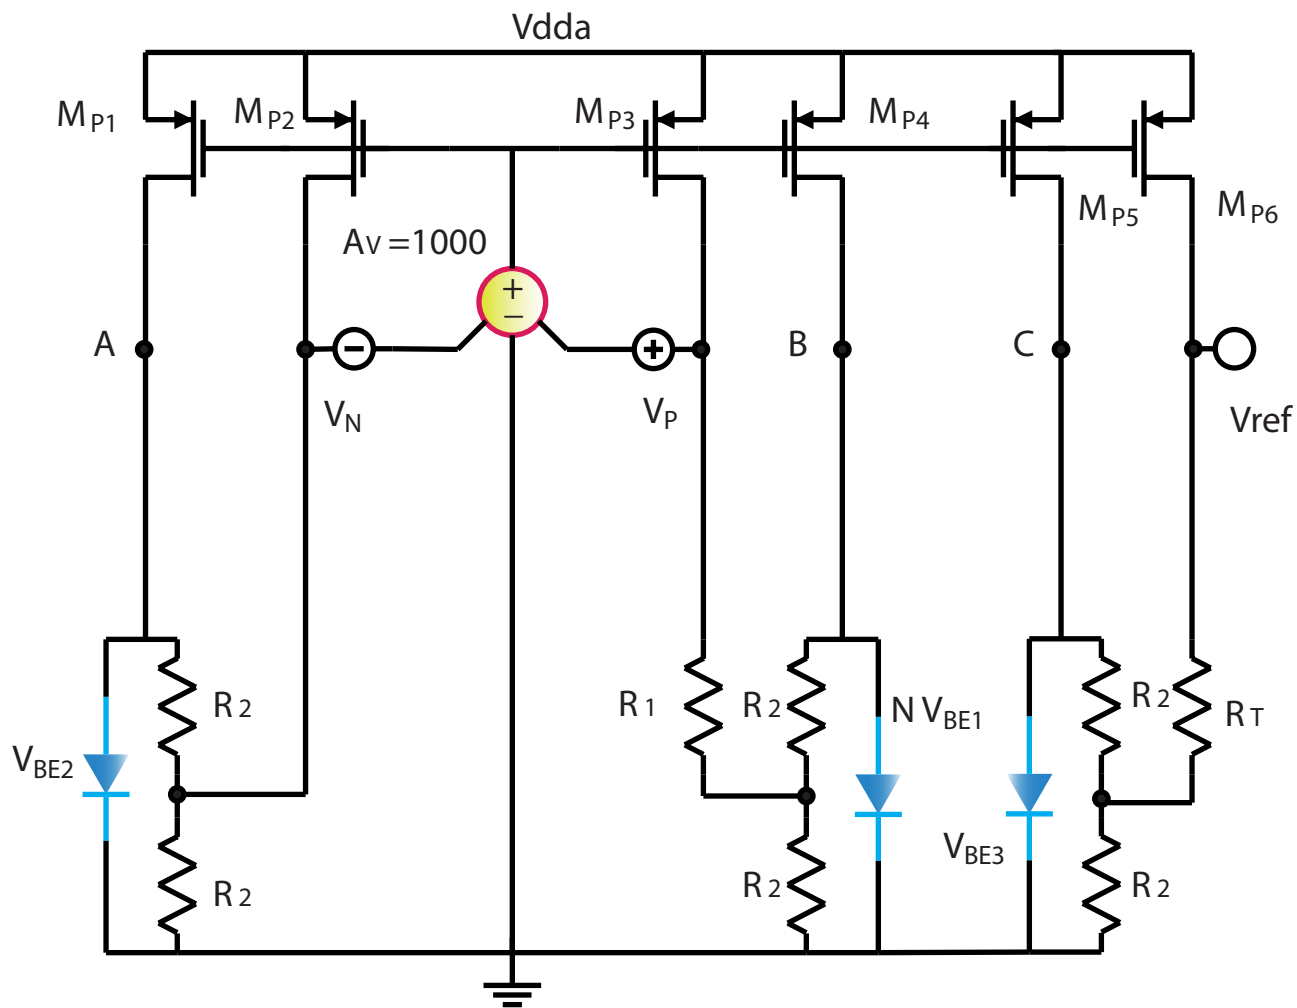 Vdda
MP1
MP2
MP3
MP4
MP5
MP6
AV =1000
+
−
A
−
+
B
C
VN
VP
Vref
R2
R1
R2
N VBE1
R2
RT
VBE2
VBE3
R2
R2
R2